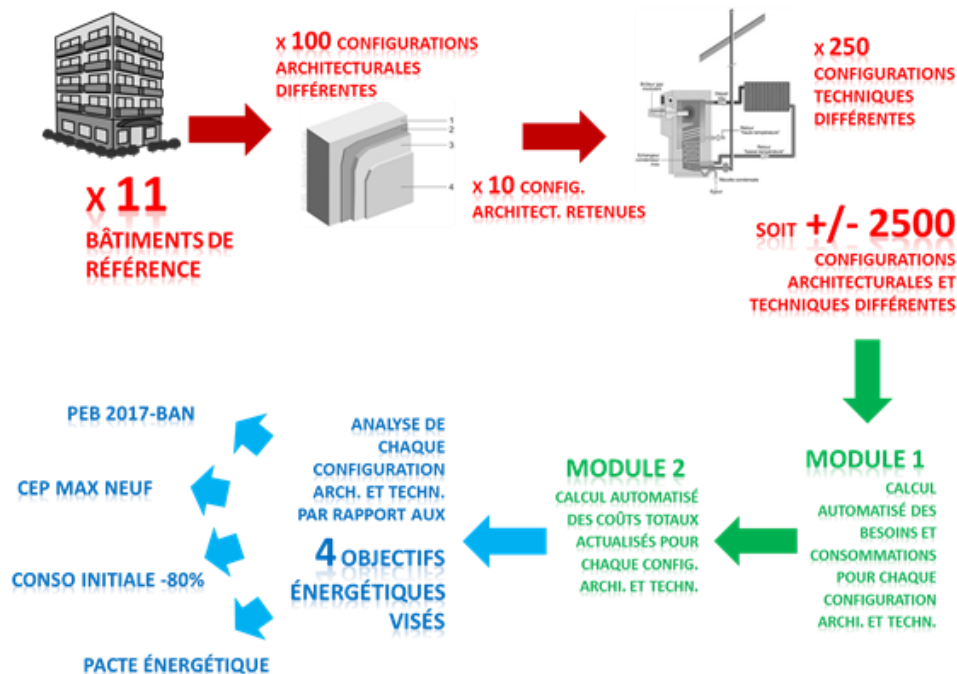 X 11
BÂTIMENTS DE
RÉFÉRENCE
X 100 CONFIGURATIONS
ARCHITECTURALES
DIFFÉRENTES
1
2
3
4
X 10 CONFIG.
ARCHITECT. RETENUES
X 250
CONFIGURATIONS
TECHNIQUES
DIFFÉRENTES
SOIT +/- 2500
CONFIGURATIONS
ARCHITECTURALES ET
TECHNIQUES DIFFÉRENTES
MODULE 1
CALCUL
AUTOMATISÉ DES
BESOINS ET
CONSOMMATIONS
POUR CHAQUE
CONFIGURATION
ARCHI. ET TECHN.
MODULE 2
CALCUL AUTOMATISÉ
DES COÛTS TOTAUX
ACTUALISÉS POUR
CHAQUE CONFIG.
ARCHI. ET TECHN.
ANALYSE DE
CHAQUE
CONFIGURATION
ARCH. ET TECHN.
PAR RAPPORT AUX
4 OBJECTIFS
ÉNERGÉTIQUES
VISÉS
PEB 2017-BAN
CEP MAX NEUF
CONSO INITIALE -80%
PACTE ÉNERGÉTIQUE